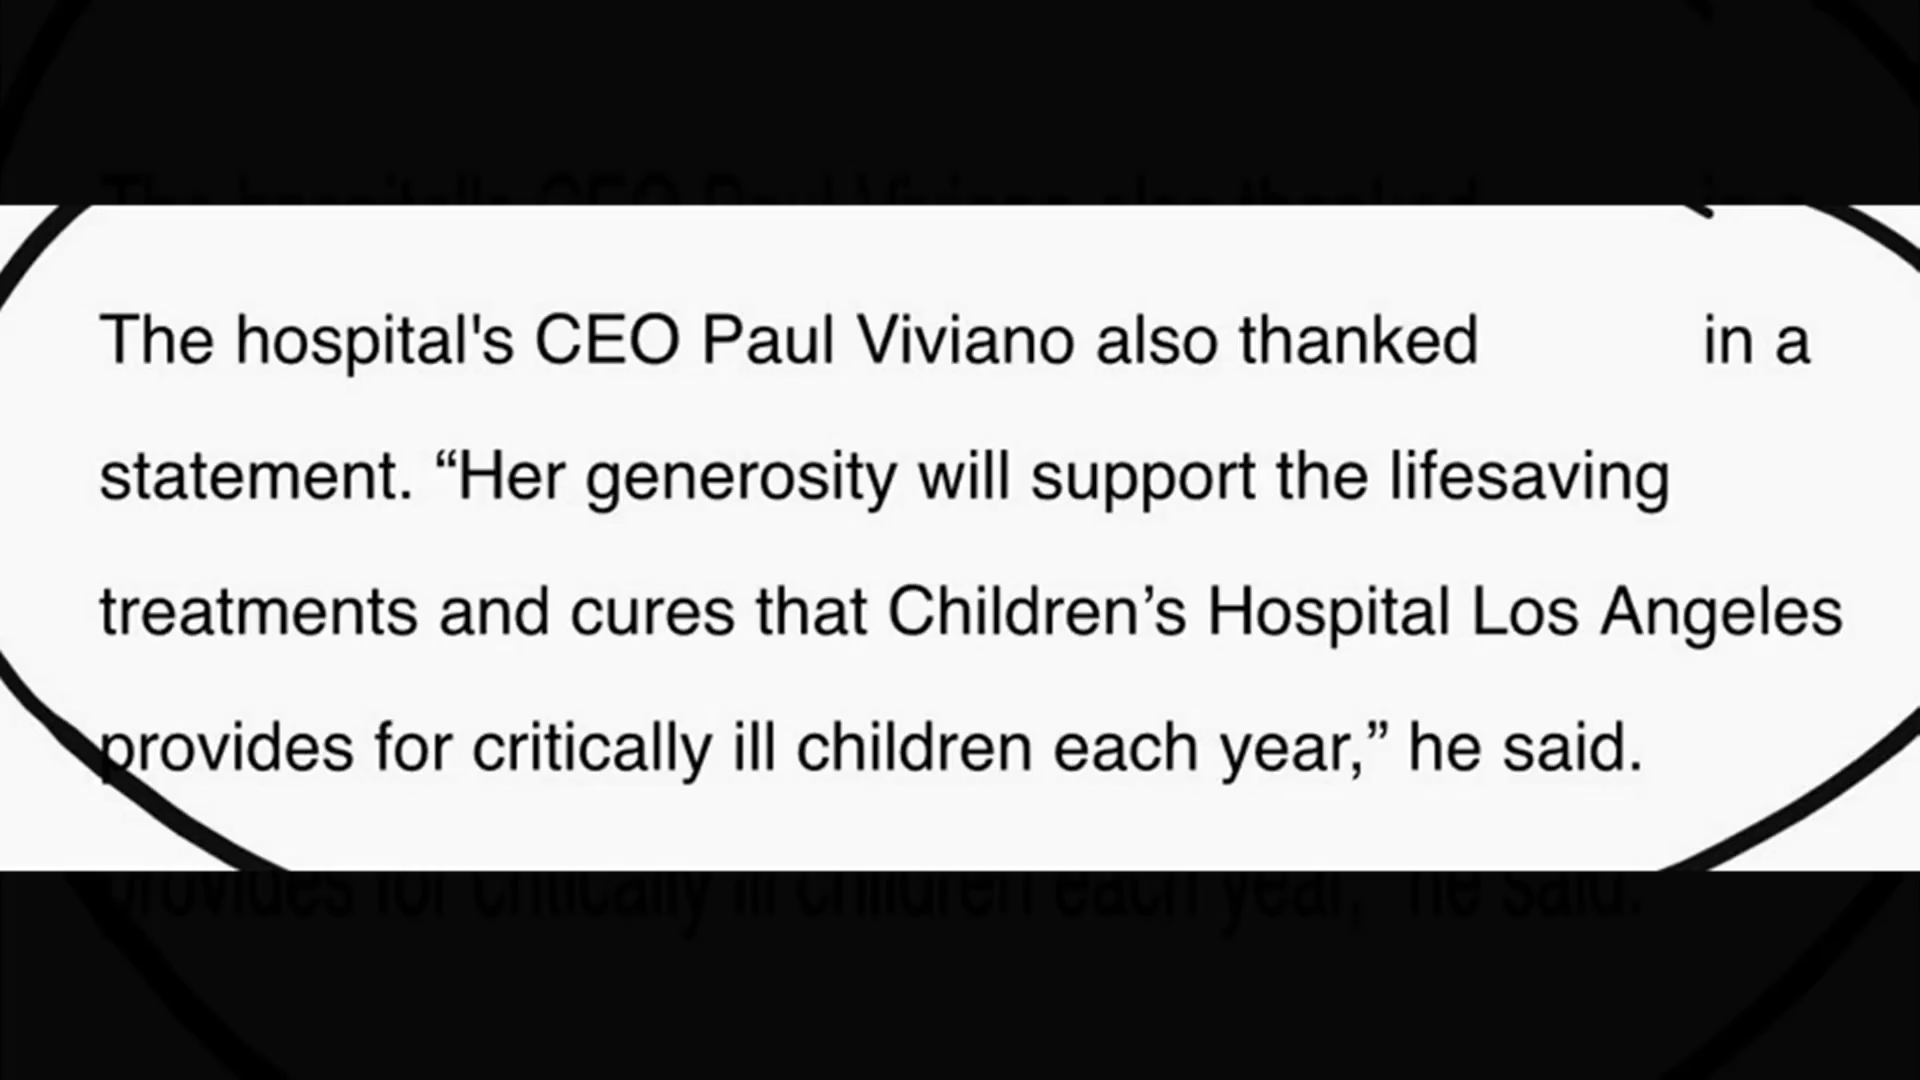 The hospital's CEO Paul Viviano also thanked in a
statement. “Her generosity will support the lifesaving
treatments and cures that Children’s Hospital Los Angeles
provides for critically ill children each year,” he said.